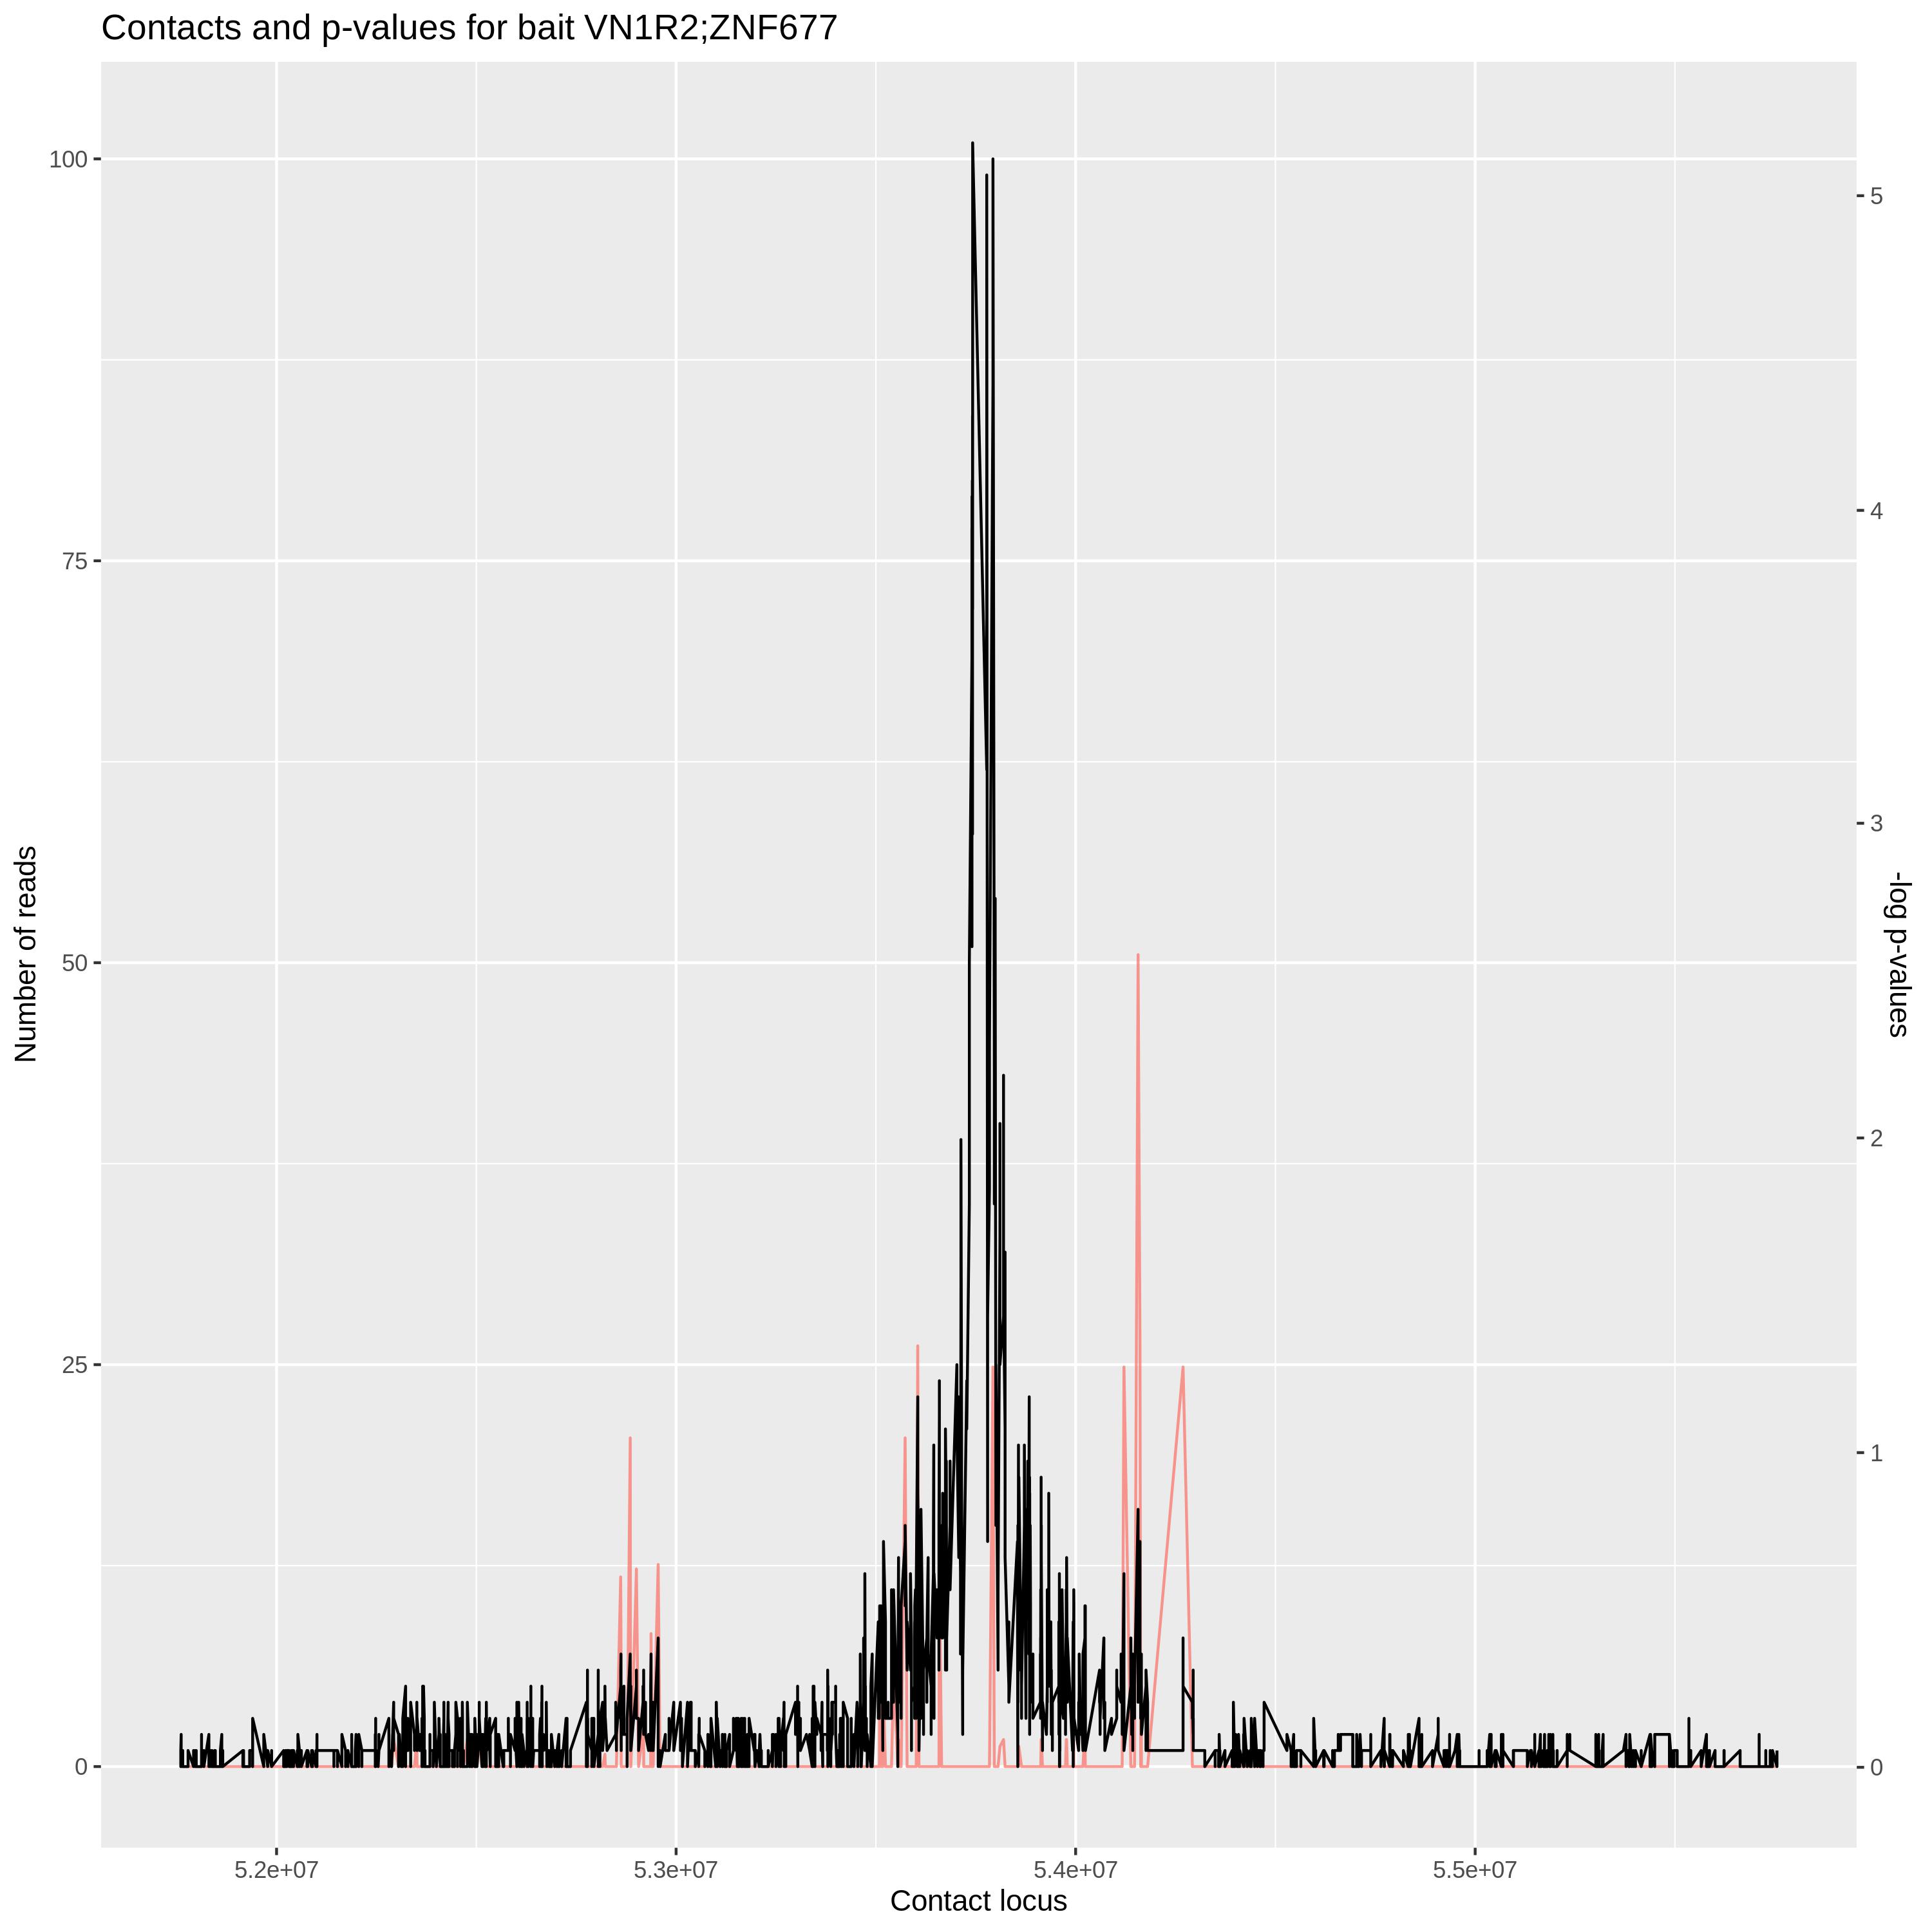 Contacts and p-values for bait VN1R2;ZNF677
Number of reads
100
75
50
25
0
5
4
3
2
1
0
-log p-values
5.2e+07
5.3e+07
5.4e+07
5.5e+07
Contact locus